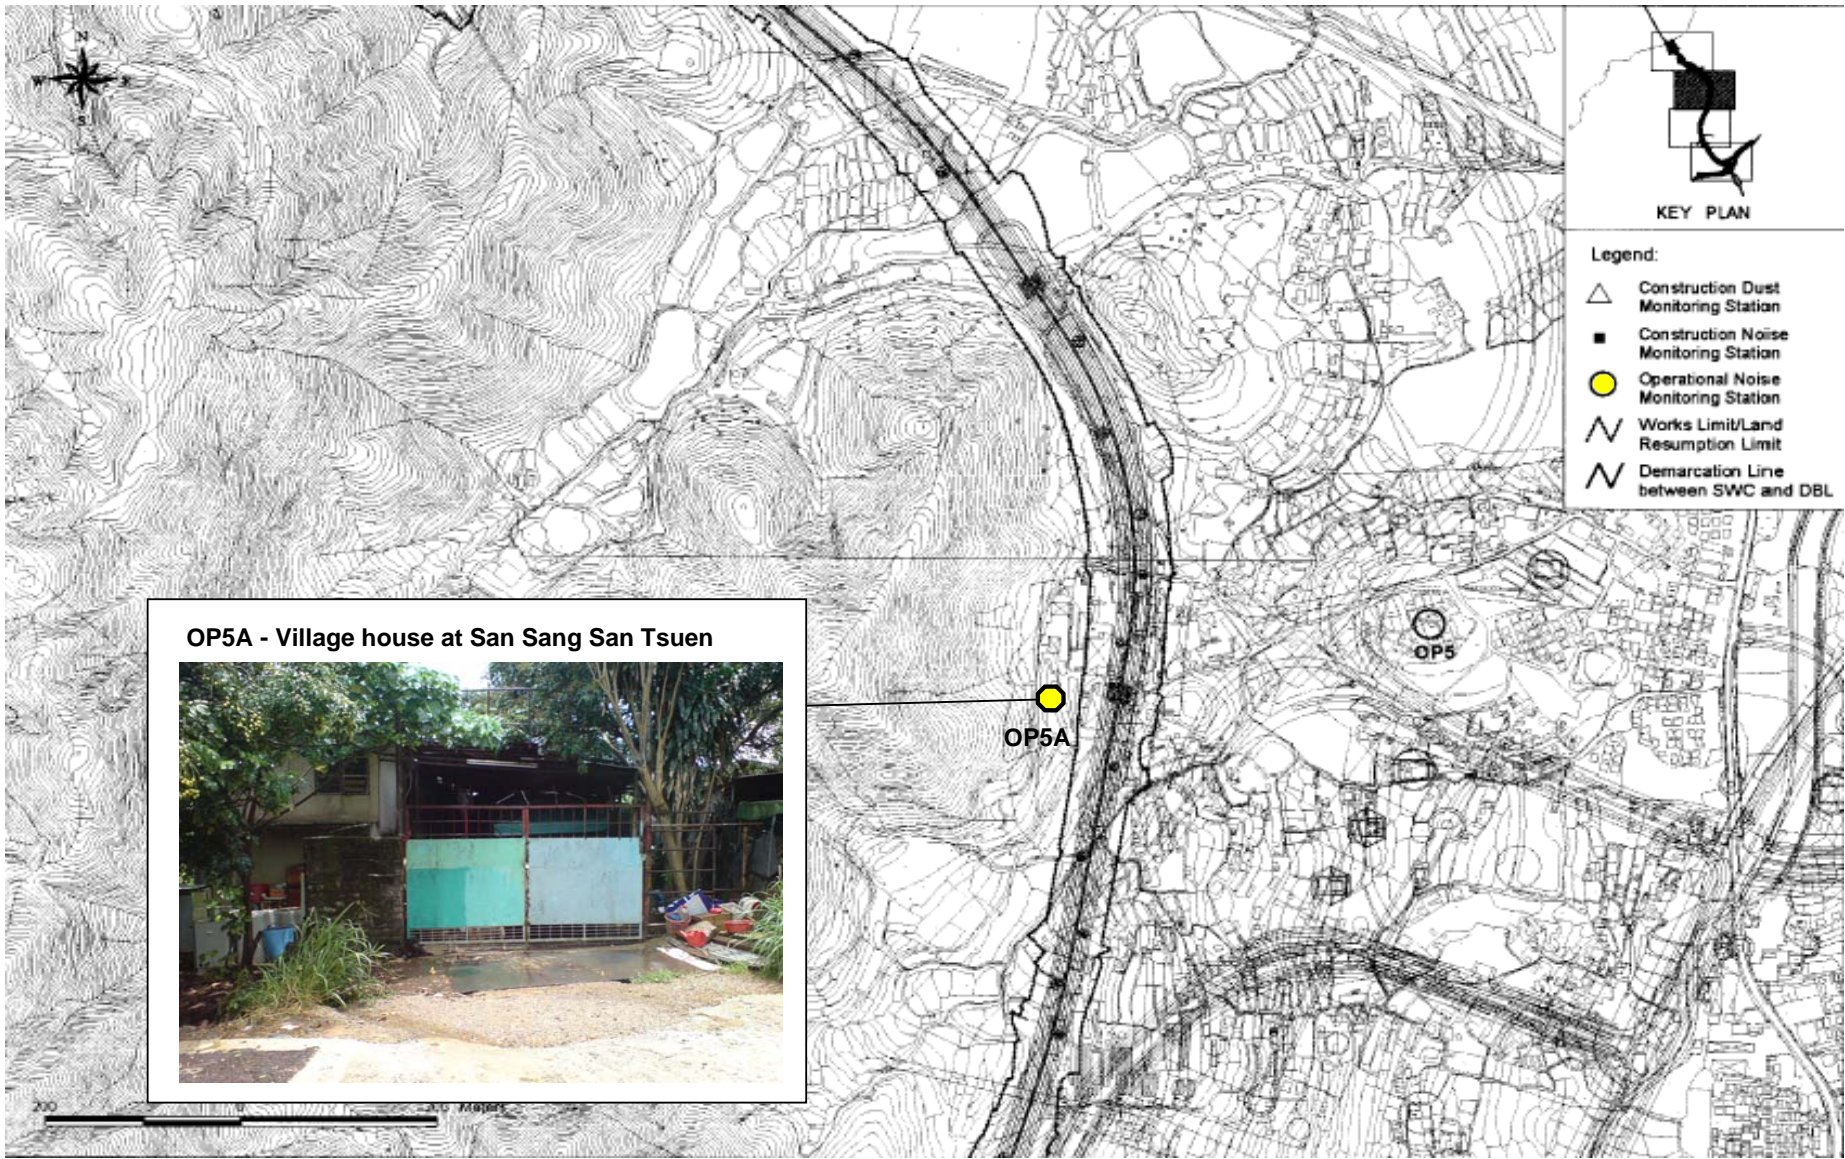 N
W E
S
KEY PLAN
Legend:
Construction Dust
Monitoring Station
Construction Noiise
Monitoring Station
Operational Noise
Monitoring Station
Works Limit/Land
Resumption Limit
Demarcation Line
between SWC and DBL
OP5A - Village house at San Sang San Tsuen
OP5
OP5A
200 0 Meters